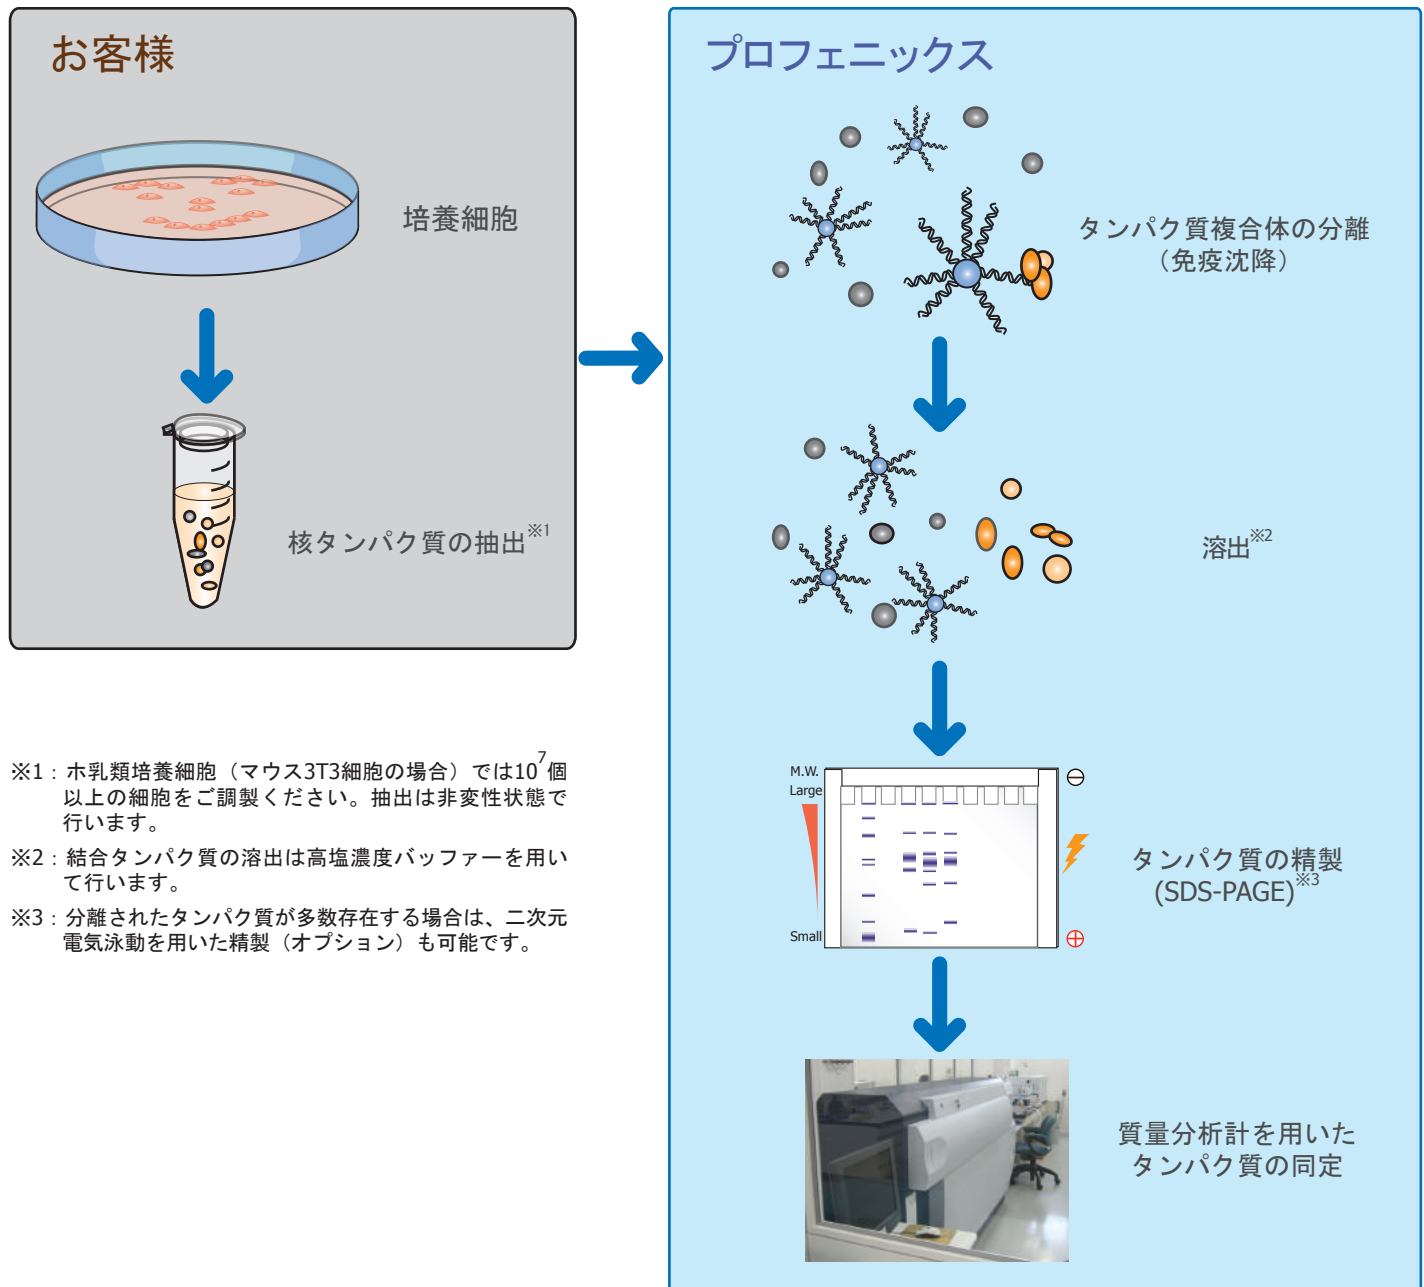 お客様
培養細胞
核タンパク質の抽出※1
プロフェニックス
タンパク質複合体の分離
（免疫沈降）
溶出※2
M.W.
Large
Small
タンパク質の精製
(SDS-PAGE)※3
質量分析計を用いた
タンパク質の同定
※1：ホ乳類培養細胞（マウス3T3細胞の場合）では10⁷個
以上の細胞をご調製ください。抽出は非変性状態で
行います。
※2：結合タンパク質の溶出は高塩濃度バッファーを用い
て行います。
※3：分離されたタンパク質が多数存在する場合は、二次元
電気泳動を用いた精製（オプション）も可能です。